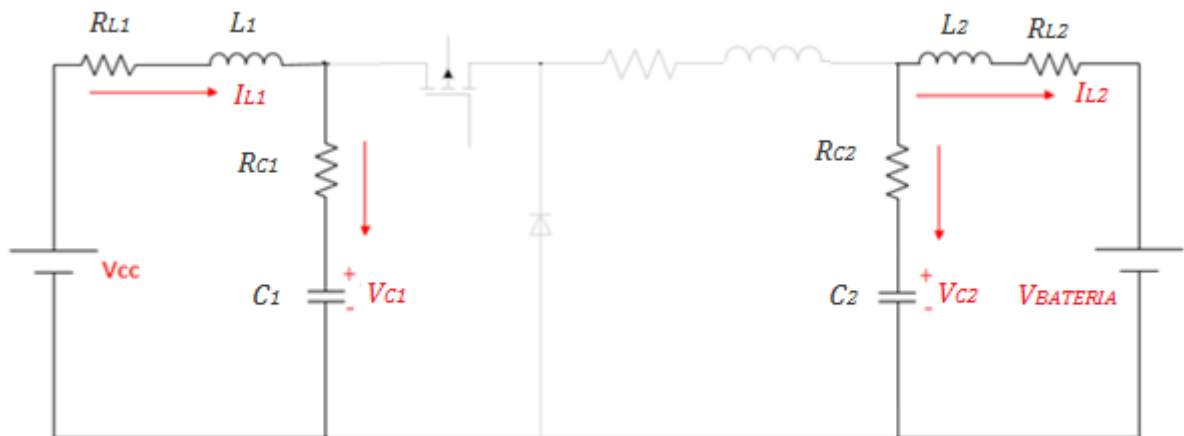 RL1
L1
L2
RL2
IL1
IL2
RC1
RC2
Vcc
+
C1
VC1
-
+
C2
VC2
-
VBATERIA